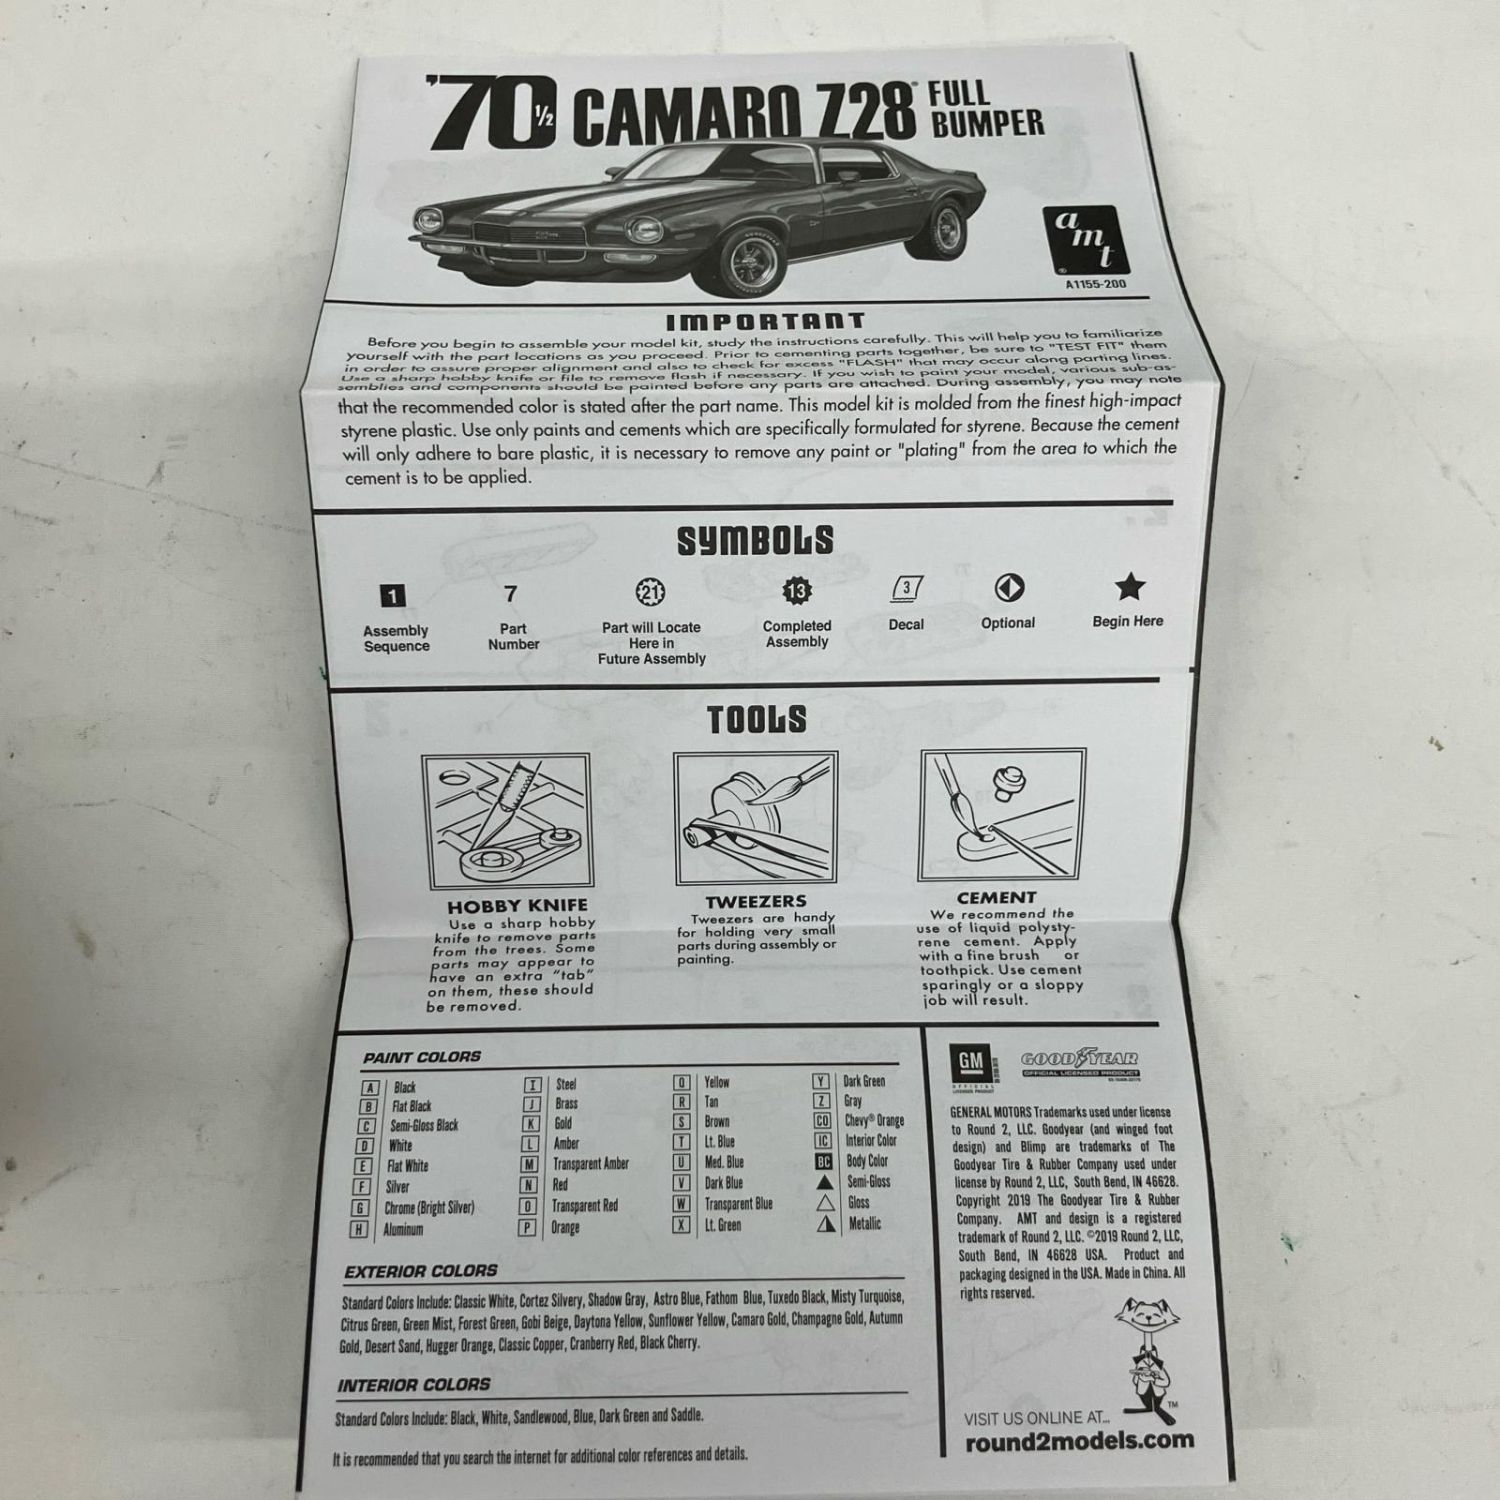 '70 1/2 CAMARO Z28 FULL BUMPER
amt
A1155-200
IMPORTANT
Before you begin to assemble your model kit, study the instructions carefully. This will help you to familiarize
yourself with the part locations as you proceed. Prior to cementing parts together, be sure to "TEST FIT" them
in order to assure proper alignment and also to check for excess "FLASH" that may occur along parting lines.
Use a sharp hobby knife or file to remove flash if necessary. If you wish to paint your model, various sub-as-
semblies and components should be painted before any parts are attached. During assembly, you may note
that the recommended color is stated after the part name. This model kit is molded from the finest high-impact
styrene plastic. Use only paints and cements which are specifically formulated for styrene. Because the cement
will only adhere to bare plastic, it is necessary to remove any paint or "plating" from the area to which the
cement is to be applied.
SYMBOLS
1
Assembly
Sequence
7
Part
Number
21
Part will Locate
Here in
Future Assembly
13
Completed
Assembly
3
Decal
Optional
Begin Here
TOOLS
HOBBY KNIFE
Use a sharp hobby
knife to remove parts
from the trees. Some
parts may appear to
have an extra "tab"
on them, these should
be removed.
TWEEZERS
Tweezers are handy
for holding very small
parts during assembly or
painting.
CEMENT
We recommend the
use of liquid polysty-
rene cement. Apply
with a fine brush or
toothpick. Use cement
sparingly or a sloppy
job will result.
PAINT COLORS
A Black
B Flat Black
C Semi-Gloss Black
D White
E Flat White
F Silver
G Chrome (Bright Silver)
H Aluminum
I Steel
J Brass
K Gold
L Amber
M Transparent Amber
N Red
O Transparent Red
P Orange
Q Yellow
R Tan
S Brown
T Lt. Blue
U Med. Blue
V Dark Blue
W Transparent Blue
X Lt. Green
Y Dark Green
Z Gray
CO Chevy® Orange
IC Interior Color
BC Body Color
Semi-Gloss
Gloss
Metallic
EXTERIOR COLORS
Standard Colors Include: Classic White, Cortez Silvery, Shadow Gray, Astro Blue, Fathom Blue, Tuxedo Black, Misty Turquoise,
Citrus Green, Green Mist, Forest Green, Gobi Beige, Daytona Yellow, Sunflower Yellow, Camaro Gold, Champagne Gold, Autumn
Gold, Desert Sand, Hugger Orange, Classic Copper, Cranberry Red, Black Cherry.
INTERIOR COLORS
Standard Colors Include: Black, White, Sandlewood, Blue, Dark Green and Saddle.
It is recommended that you search the internet for additional color references and details.
GM
OFFICIAL
LICENSED PRODUCT
GOODYEAR
OFFICIAL LICENSED PRODUCT
GENERAL MOTORS Trademarks used under license
to Round 2, LLC. Goodyear (and winged foot
design) and Blimp are trademarks of The
Goodyear Tire & Rubber Company used under
license by Round 2, LLC, South Bend, IN 46628.
Copyright 2019 The Goodyear Tire & Rubber
Company. AMT and design is a registered
trademark of Round 2, LLC. ©2019 Round 2, LLC,
South Bend, IN 46628 USA. Product and
packaging designed in the USA. Made in China. All
rights reserved.
TM
VISIT US ONLINE AT...
round2models.com